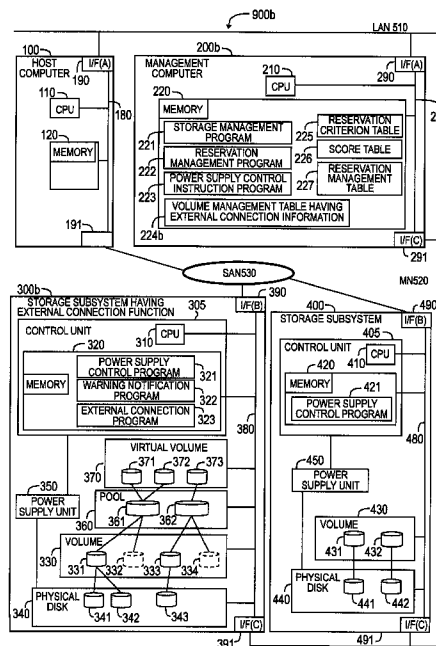 900b
LAN 510
100
HOST
COMPUTER
I/F(A)
190
110
CPU
180
120
MEMORY
191
200b
MANAGEMENT
COMPUTER
210
CPU
I/F(A)
290
220
MEMORY
STORAGE MANAGEMENT
PROGRAM
221
RESERVATION
MANAGEMENT PROGRAM
222
POWER SUPPLY CONTROL
INSTRUCTION PROGRAM
223
VOLUME MANAGEMENT TABLE HAVING
EXTERNAL CONNECTION INFORMATION
224b
RESERVATION
CRITERION TABLE
225
SCORE TABLE
226
RESERVATION
MANAGEMENT
TABLE
227
I/F(C)
291
SAN530
MN520
300b
390
I/F(B)
STORAGE SUBSYSTEM HAVING
EXTERNAL CONNECTION FUNCTION
305
CONTROL UNIT
310
CPU
320
MEMORY
POWER SUPPLY
CONTROL PROGRAM
321
WARNING NOTIFICATION
PROGRAM
322
EXTERNAL CONNECTION
PROGRAM
323
380
350
POWER SUPPLY
UNIT
VIRTUAL VOLUME
371
372
373
370
POOL
361
362
360
VOLUME
331
332
333
334
330
PHYSICAL
DISK
341
342
343
340
I/F(C)
391
400
490
I/F(B)
STORAGE SUBSYSTEM
405
CONTROL UNIT
CPU
410
420
MEMORY
421
POWER SUPPLY
CONTROL PROGRAM
480
450
POWER
SUPPLY UNIT
430
VOLUME
431
432
PHYSICAL
DISK
440
441
442
I/F(C)
491